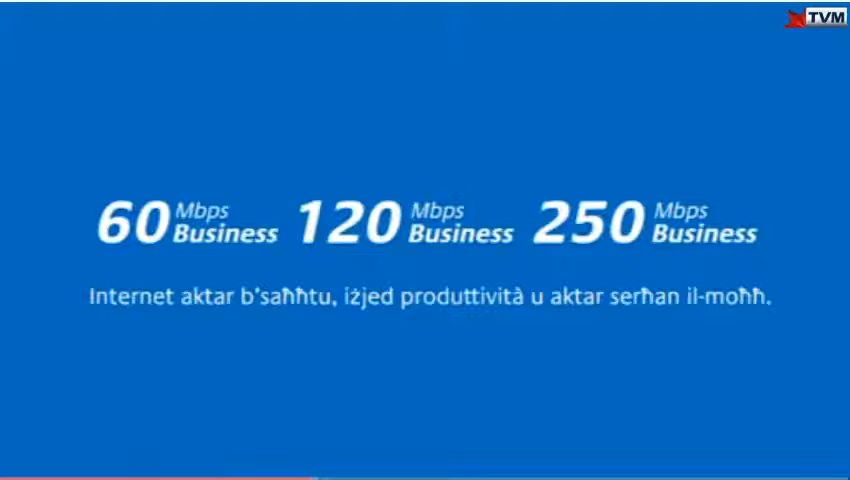 TVM
60 Mbps Business 120 Mbps Business 250 Mbps Business
Internet aktar b'saħħtu, iżjed produttività u aktar serħan il-moħħ.